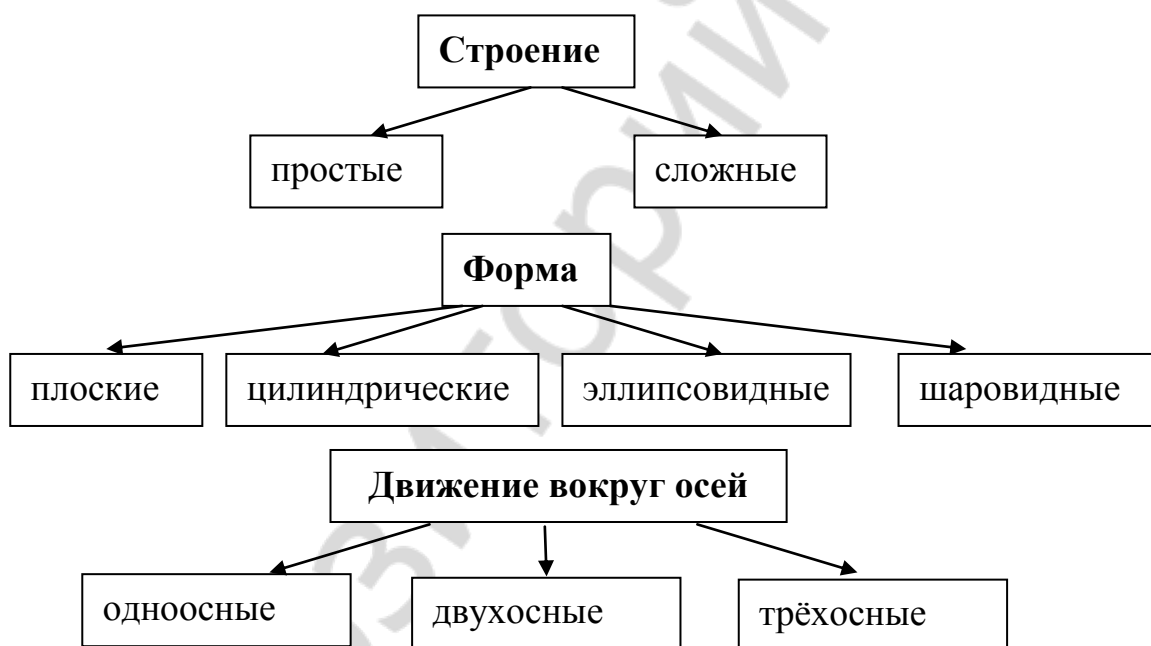 Строение
простые сложные
Форма
плоские цилиндрические эллипсовидные шаровидные
Движение вокруг осей
одноосные двухосные трёхосные